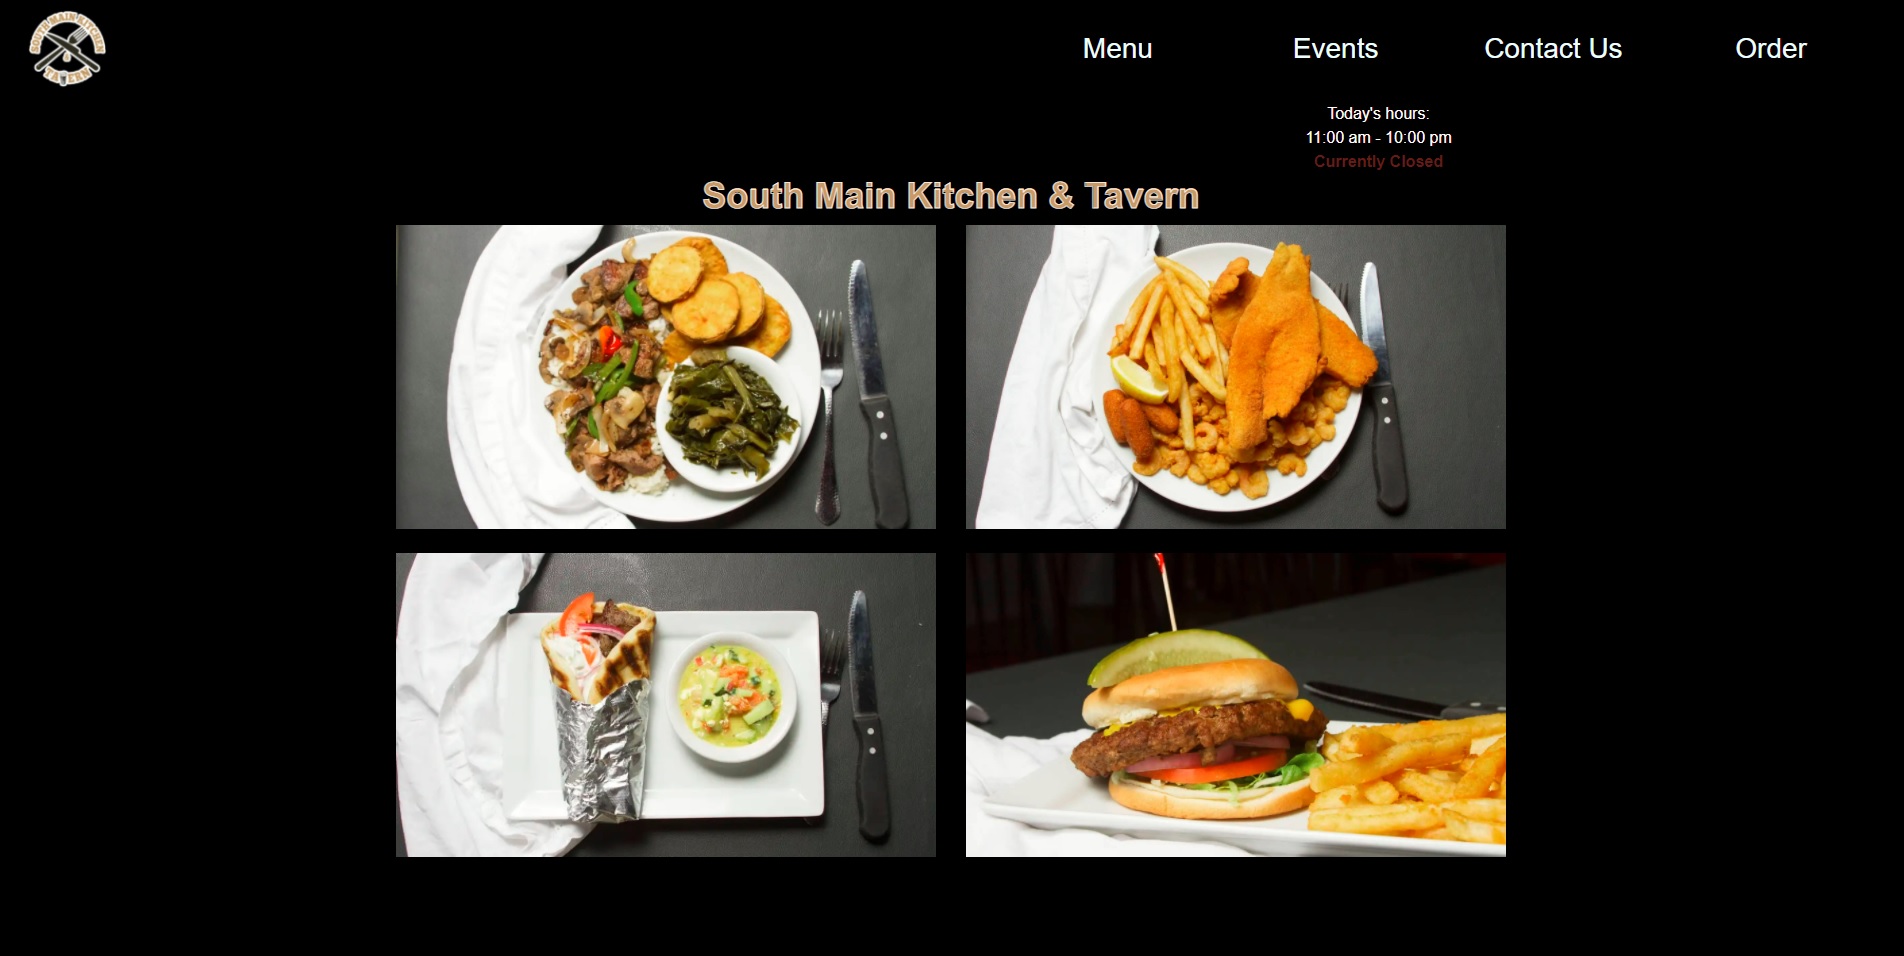 SOUTH MAIN KITCHEN
TAVERN
Menu
Events
Contact Us
Order
Today's hours:
11:00 am - 10:00 pm
Currently Closed
South Main Kitchen & Tavern